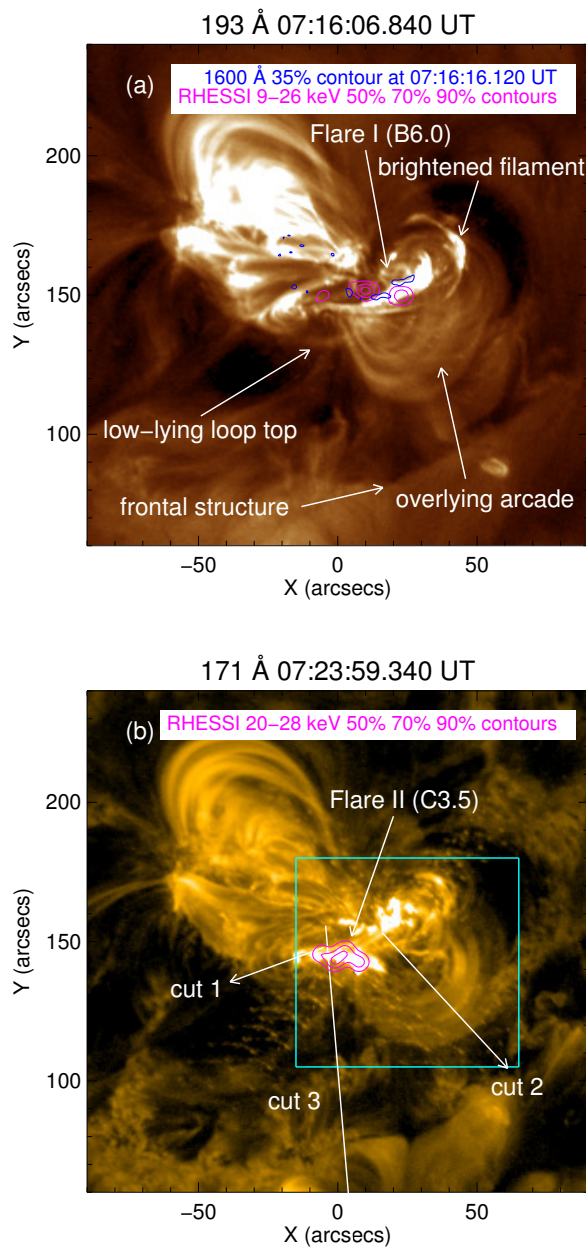 193 Å 07:16:06.840 UT
(a)
1600 Å 35% contour at 07:16:16.120 UT
RHESSI 9−26 keV 50% 70% 90% contours
Flare I (B6.0)
brightened filament
low−lying loop top
frontal structure
overlying arcade
200
150
100
Y (arcsecs)
−50 0 50
X (arcsecs)
171 Å 07:23:59.340 UT
(b)
RHESSI 20−28 keV 50% 70% 90% contours
Flare II (C3.5)
cut 1
cut 2
cut 3
200
150
100
Y (arcsecs)
−50 0 50
X (arcsecs)